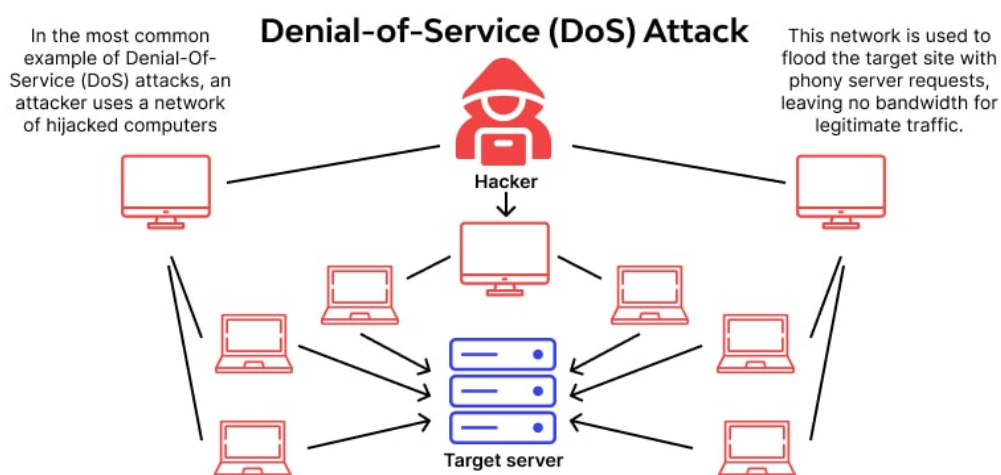 Denial-of-Service (DoS) Attack
In the most common
example of Denial-Of-
Service (DoS) attacks, an
attacker uses a network
of hijacked computers
This network is used to
flood the target site with
phony server requests,
leaving no bandwidth for
legitimate traffic.
Hacker
Target server